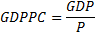 GDPPC = GDP / P